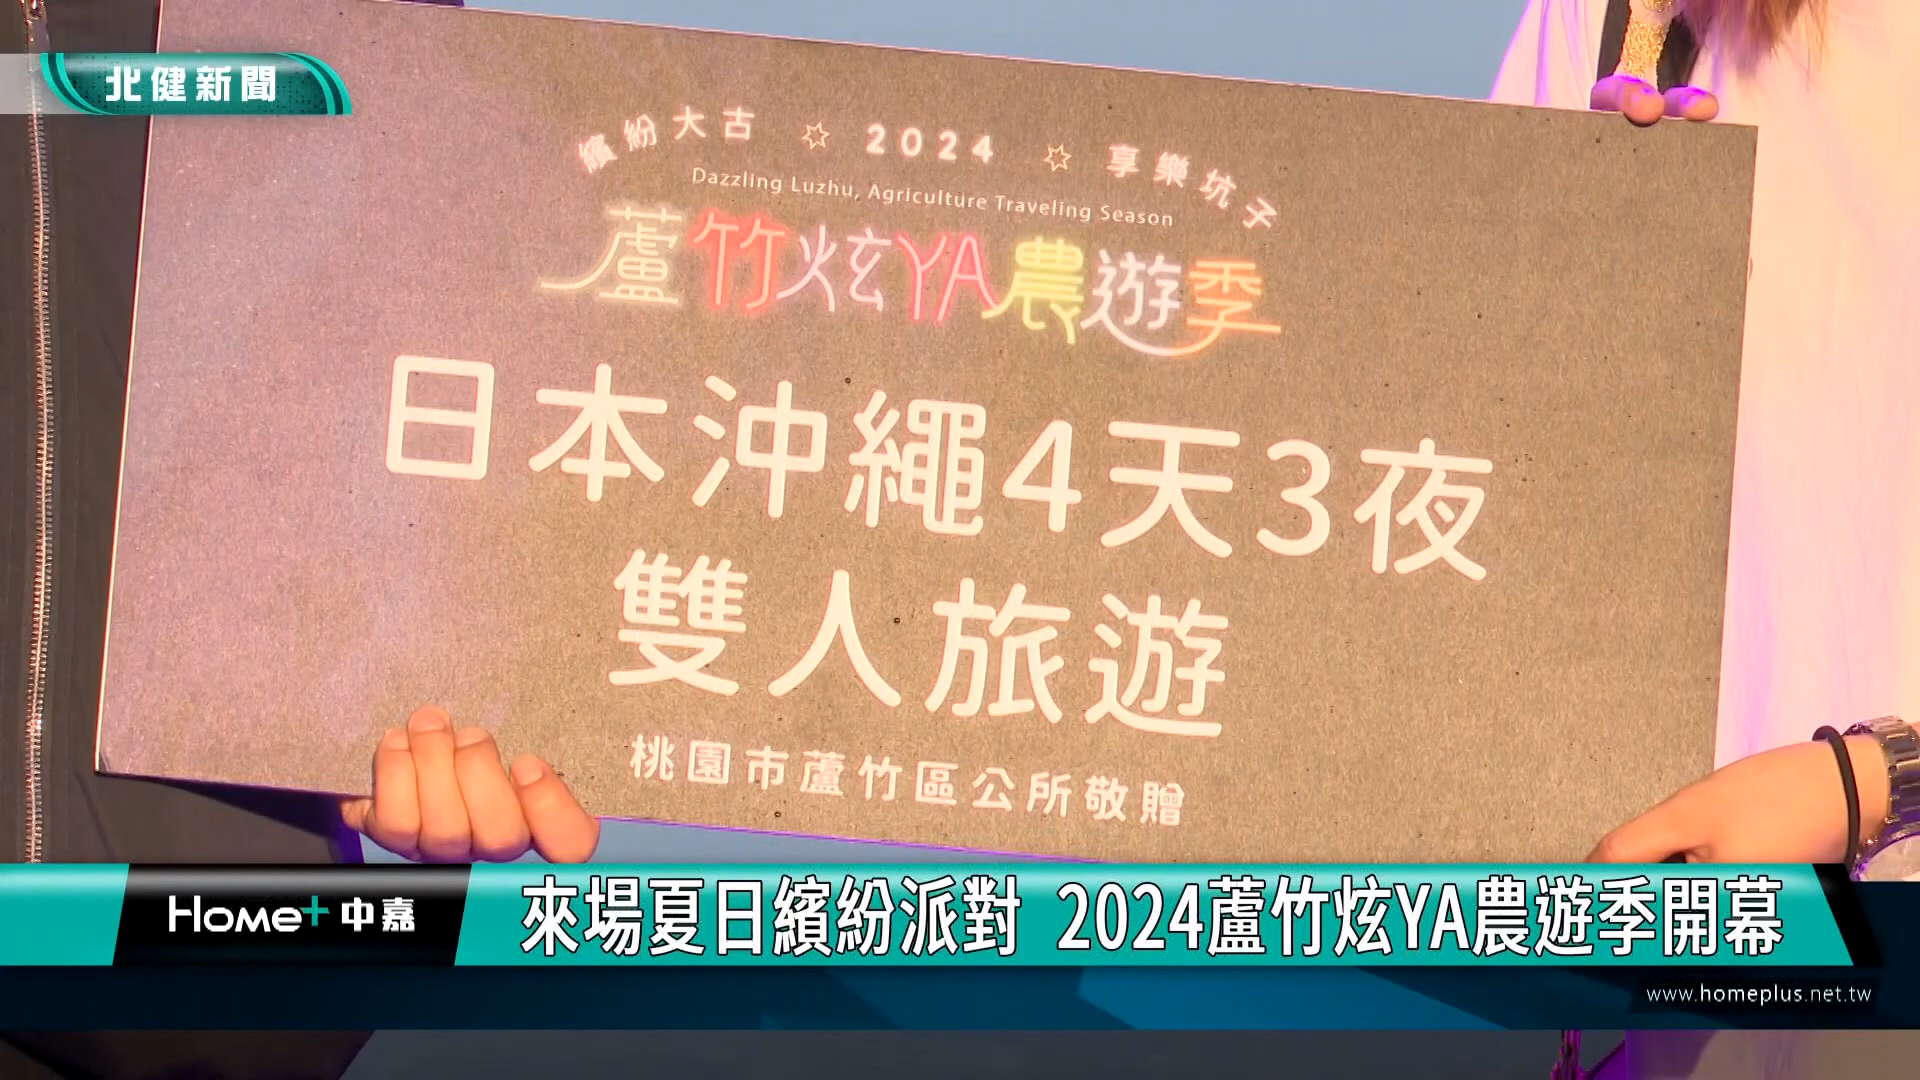 北健新聞
繽紛大古 ☆ 2024 ☆ 享樂坑子
Dazzling Luzhu, Agriculture Traveling Season
蘆竹炫YA農遊季
日本沖繩4天3夜
雙人旅遊
桃園市蘆竹區公所敬贈
Home+中嘉
來場夏日繽紛派對 2024蘆竹炫YA農遊季開幕
www.homeplus.net.tw